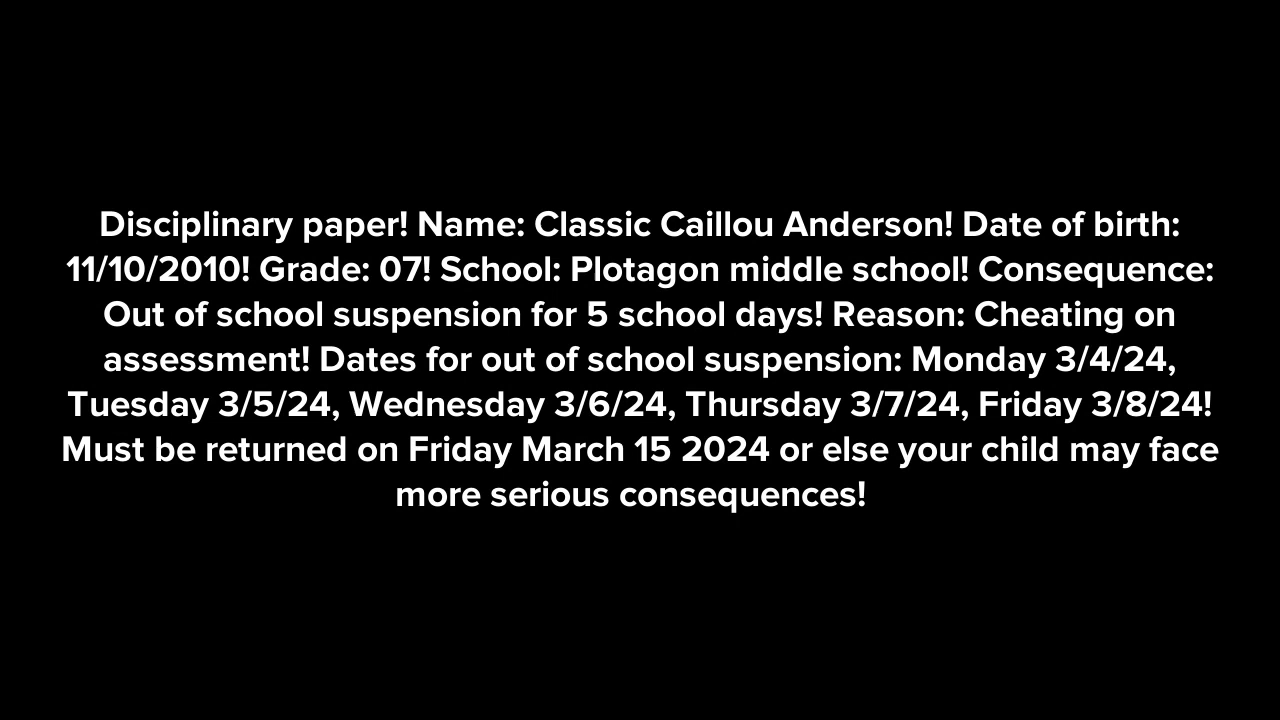 Disciplinary paper! Name: Classic Caillou Anderson! Date of birth:
11/10/2010! Grade: 07! School: Plotagon middle school! Consequence:
Out of school suspension for 5 school days! Reason: Cheating on
assessment! Dates for out of school suspension: Monday 3/4/24,
Tuesday 3/5/24, Wednesday 3/6/24, Thursday 3/7/24, Friday 3/8/24!
Must be returned on Friday March 15 2024 or else your child may face
more serious consequences!